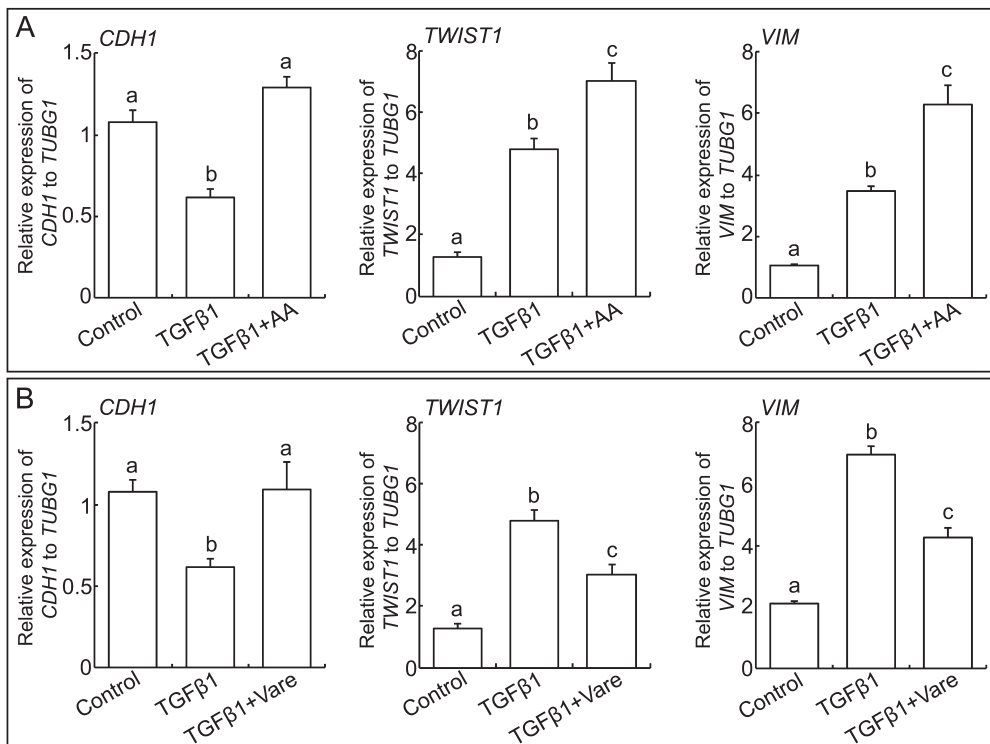 A
CDH1
Relative expression of
CDH1 to TUBG1
1.5
1
0.5
0
a
b
a
Control
TGFβ1
TGFβ1+AA
TWIST1
Relative expression of
TWIST1 to TUBG1
8
6
4
2
0
a
b
c
Control
TGFβ1
TGFβ1+AA
VIM
Relative expression of
VIM to TUBG1
8
6
4
2
0
a
b
c
Control
TGFβ1
TGFβ1+AA
B
CDH1
Relative expression of
CDH1 to TUBG1
1.5
1
0.5
0
a
b
a
Control
TGFβ1
TGFβ1+Vare
TWIST1
Relative expression of
TWIST1 to TUBG1
8
6
4
2
0
a
b
c
Control
TGFβ1
TGFβ1+Vare
VIM
Relative expression of
VIM to TUBG1
8
6
4
2
0
a
b
c
Control
TGFβ1
TGFβ1+Vare